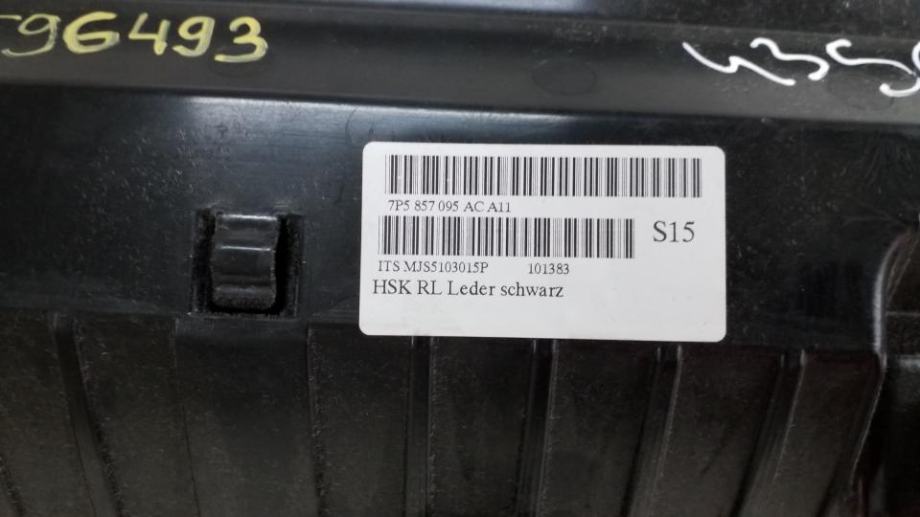 96493
7P5 857 095 AC A11
S15
ITS MJS5103015P 101383
HSK RL Leder schwarz